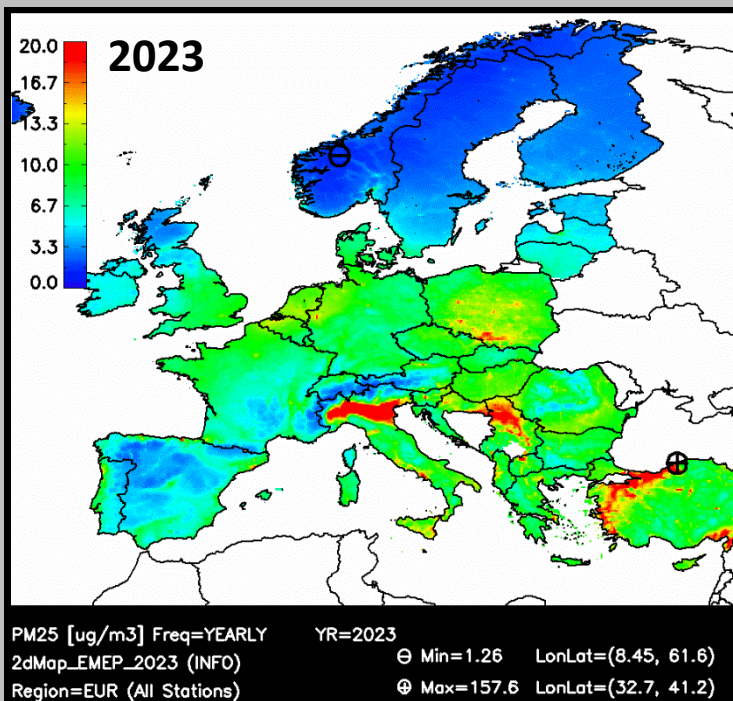 2023
20.0
16.7
13.3
10.0
6.7
3.3
0.0
PM25 [ug/m3] Freq=YEARLY YR=2023
2dMap_EMEP_2023 (INFO)
Region=EUR (All Stations)
⊖ Min=1.26 LonLat=(8.45, 61.6)
⊕ Max=157.6 LonLat=(32.7, 41.2)